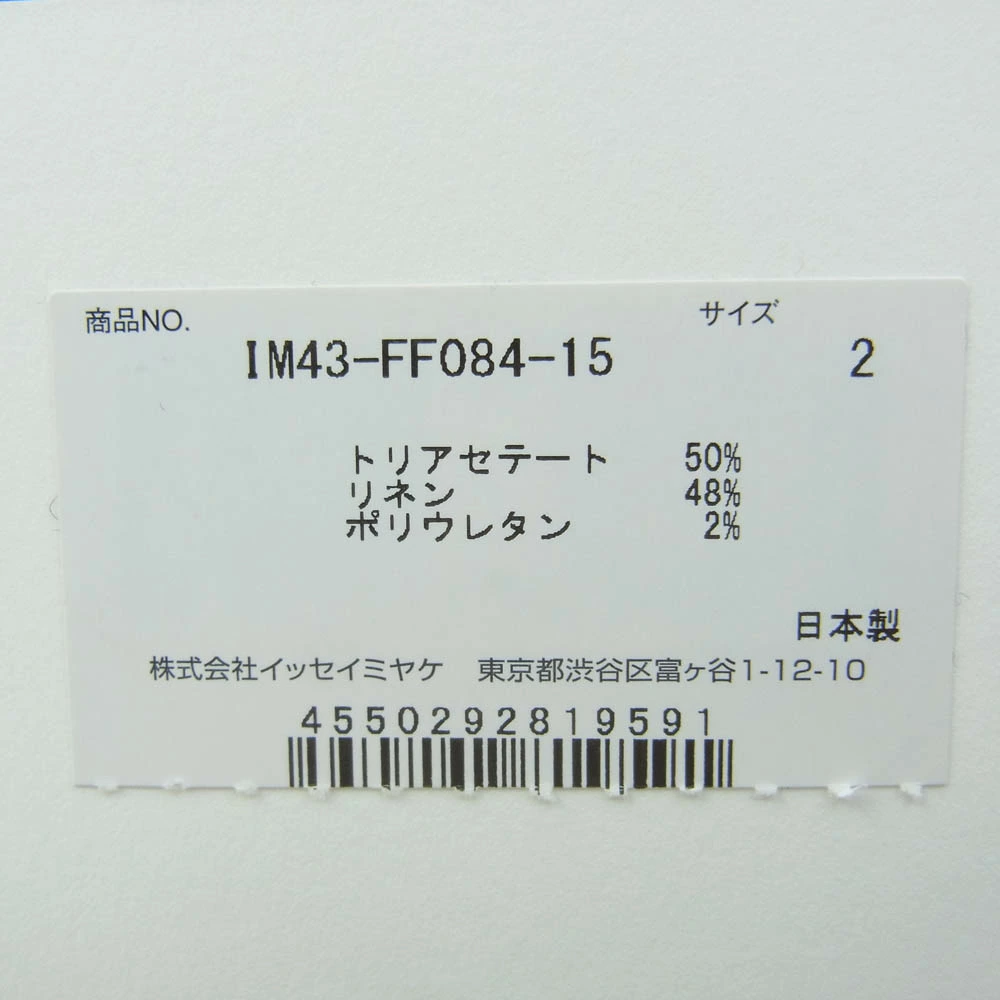 商品NO. サイズ
IM43-FF084-15 2
トリアセテート 50%
リネン 48%
ポリウレタン 2%
日本製
株式会社イッセイミヤケ 東京都渋谷区富ヶ谷1-12-10
4550292819591